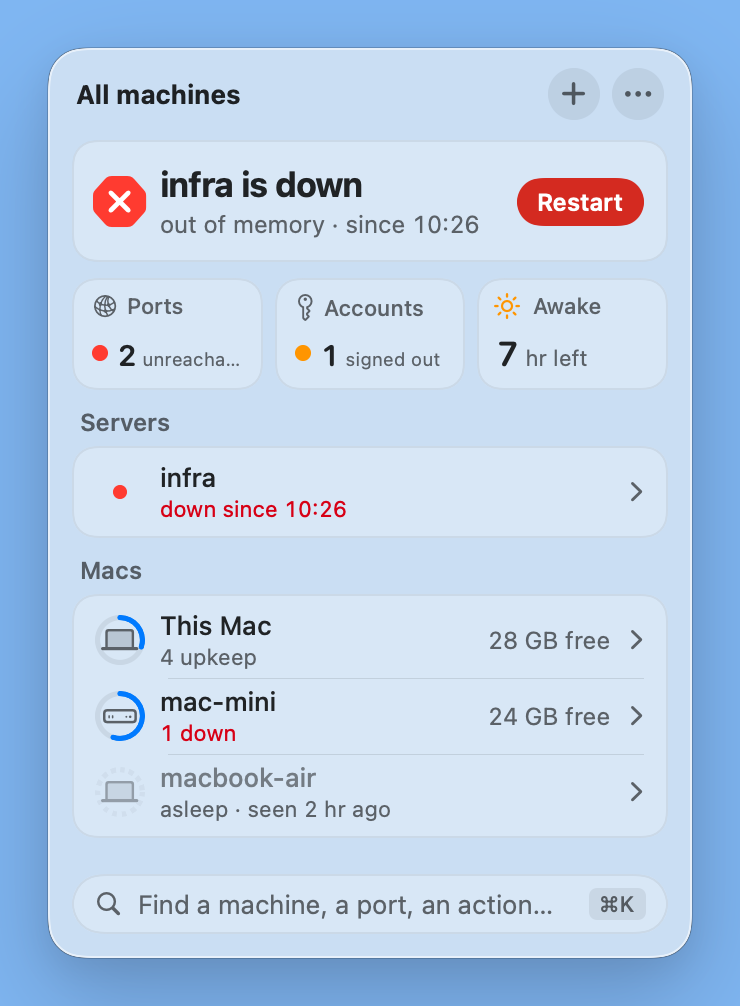 All machines
infra is down
out of memory · since 10:26
Restart
Ports
2 unreacha...
Accounts
1 signed out
Awake
7 hr left
Servers
infra
down since 10:26
Macs
This Mac
4 upkeep
28 GB free
mac-mini
1 down
24 GB free
macbook-air
asleep · seen 2 hr ago
Find a machine, a port, an action...
⌘K